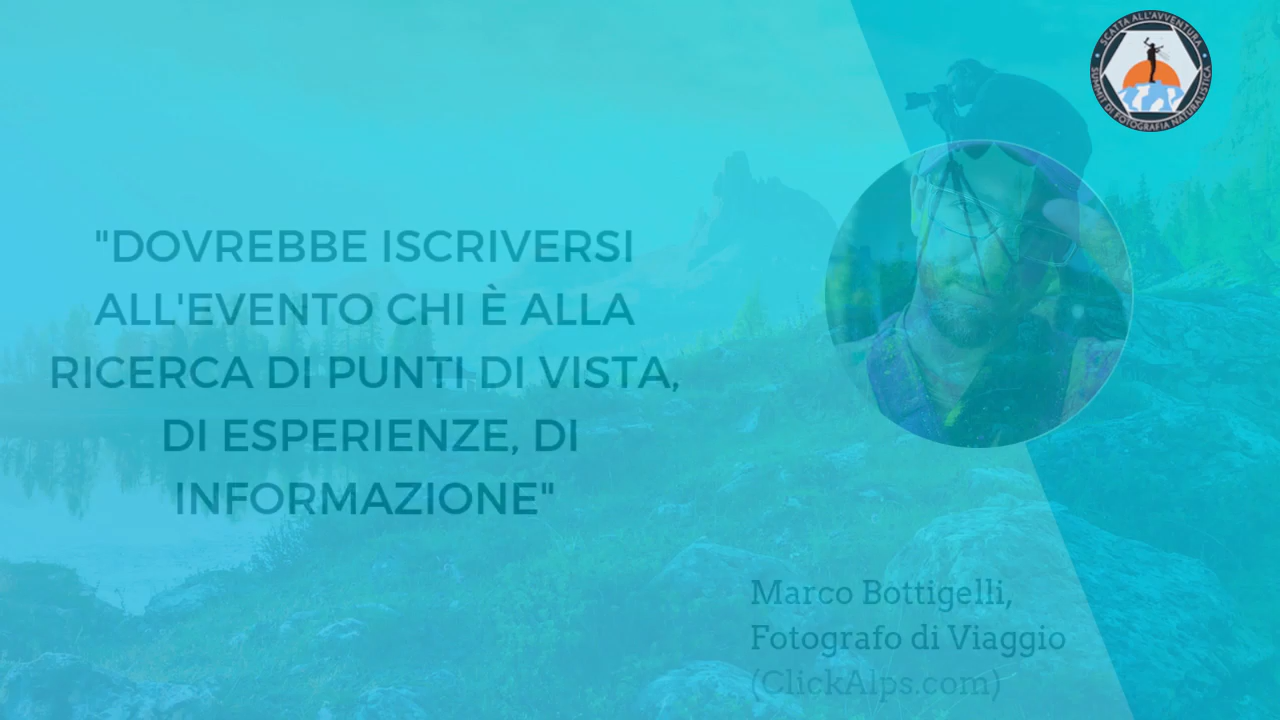 SCATTA ALL'AVVENTURA
SUMMIT DI FOTOGRAFIA NATURALISTICA
"DOVREBBE ISCRIVERSI
ALL'EVENTO CHI È ALLA
RICERCA DI PUNTI DI VISTA,
DI ESPERIENZE, DI
INFORMAZIONE"
Marco Bottigelli,
Fotografo di Viaggio
(ClickAlps.com)